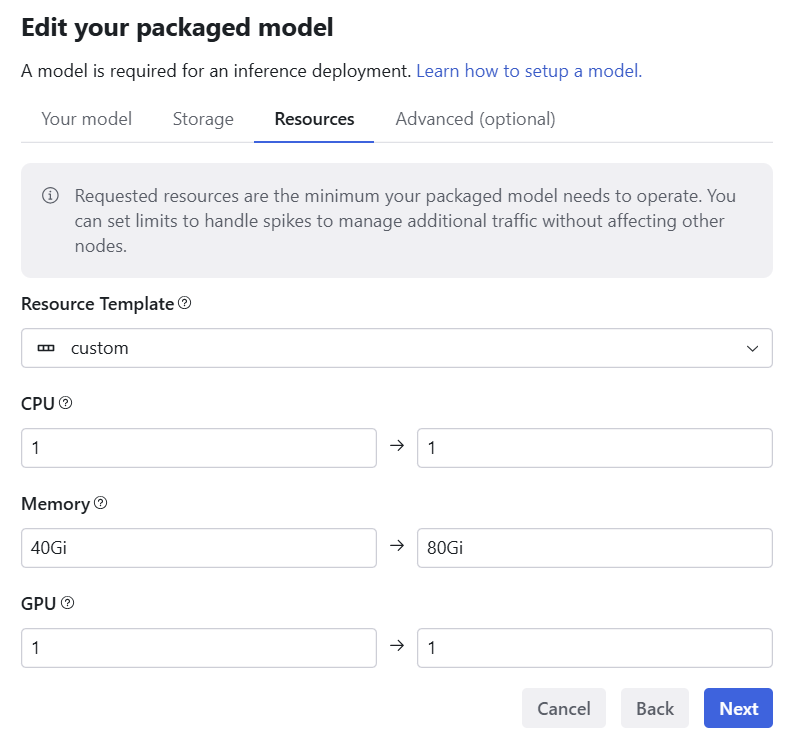 Edit your packaged model
A model is required for an inference deployment. Learn how to setup a model.
Your model Storage Resources Advanced (optional)
Requested resources are the minimum your packaged model needs to operate. You
can set limits to handle spikes to manage additional traffic without affecting other
nodes.
Resource Template
custom
CPU
1 → 1
Memory
40Gi → 80Gi
GPU
1 → 1
Cancel Back Next